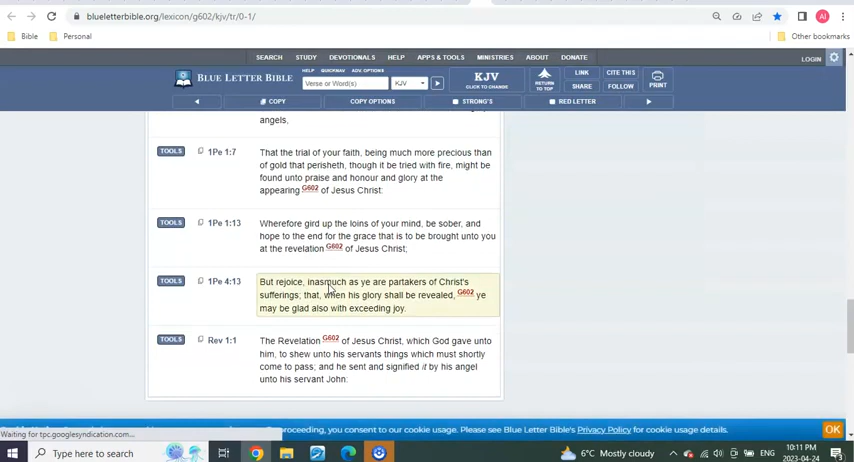 blueletterbible.org/lexicon/g602/kjv/tr/0-1/
AI
Bible
Personal
Other bookmarks
SEARCH STUDY DEVOTIONALS HELP APPS & TOOLS MINISTRIES ABOUT DONATE
LOGIN
BLUE LETTER BIBLE
HELP QUICKNAV ADV. OPTIONS
Verse or Word(s)
KJV
KJV
CLICK TO CHANGE
RETURN
TO TOP
LINK
SHARE
CITE THIS
FOLLOW
PRINT
COPY
COPY OPTIONS
STRONG'S
RED LETTER
angels,
TOOLS
1Pe 1:7
That the trial of your faith, being much more precious than
of gold that perisheth, though it be tried with fire, might be
found unto praise and honour and glory at the
appearing G602 of Jesus Christ:
TOOLS
1Pe 1:13
Wherefore gird up the loins of your mind, be sober, and
hope to the end for the grace that is to be brought unto you
at the revelation G602 of Jesus Christ;
TOOLS
1Pe 4:13
But rejoice, inasmuch as ye are partakers of Christ's
sufferings; that, when his glory shall be revealed, G602 ye
may be glad also with exceeding joy.
TOOLS
Rev 1:1
The Revelation G602 of Jesus Christ, which God gave unto
him, to shew unto his servants things which must shortly
come to pass; and he sent and signified it by his angel
unto his servant John:
roceeding, you consent to our cookie usage. Please see Blue Letter Bible's Privacy Policy for cookie usage details.
OK
Waiting for tpc.googlesyndication.com...
Type here to search
6°C Mostly cloudy
ENG
10:11 PM
2023-04-24
3